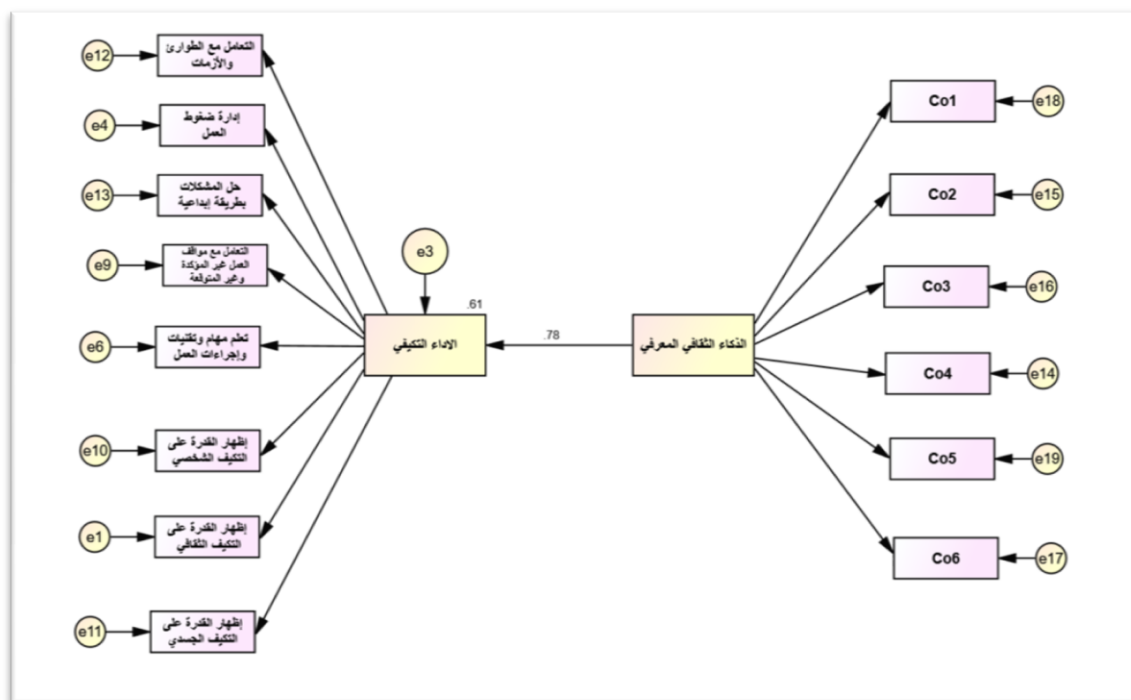 e12
التعامل مع الطوارئ
والأزمات
e4
إدارة ضغوط
العمل
e13
حل المشكلات
بطريقة إبداعية
e9
التعامل مع مواقف
العمل غير المؤكدة
وغير المتوقعة
e6
تعلم مهام وتقنيات
وإجراءات العمل
e10
إظهار القدرة على
التكيف الشخصي
e1
إظهار القدرة على
التكيف الثقافي
e11
إظهار القدرة على
التكيف الجسدي
e3
.61
الاداء التكيفي
.78
الذكاء الثقافي المعرفي
Co1
e18
Co2
e15
Co3
e16
Co4
e14
Co5
e19
Co6
e17